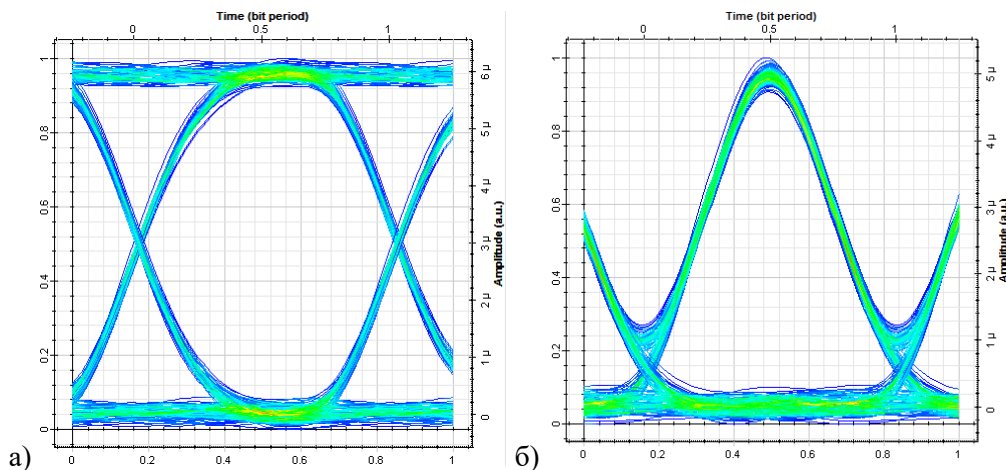 Time (bit period)
0 0.5 1
1
0.8
0.6
0.4
0.2
0
6 µ
5 µ
4 µ
3 µ
2 µ
1 µ
0
Amplitude (a.u.)
0 0.2 0.4 0.6 0.8 1
а)
Time (bit period)
0 0.5 1
1
0.8
0.6
0.4
0.2
0
5 µ
4 µ
3 µ
2 µ
1 µ
0
Amplitude (a.u.)
0 0.2 0.4 0.6 0.8 1
б)